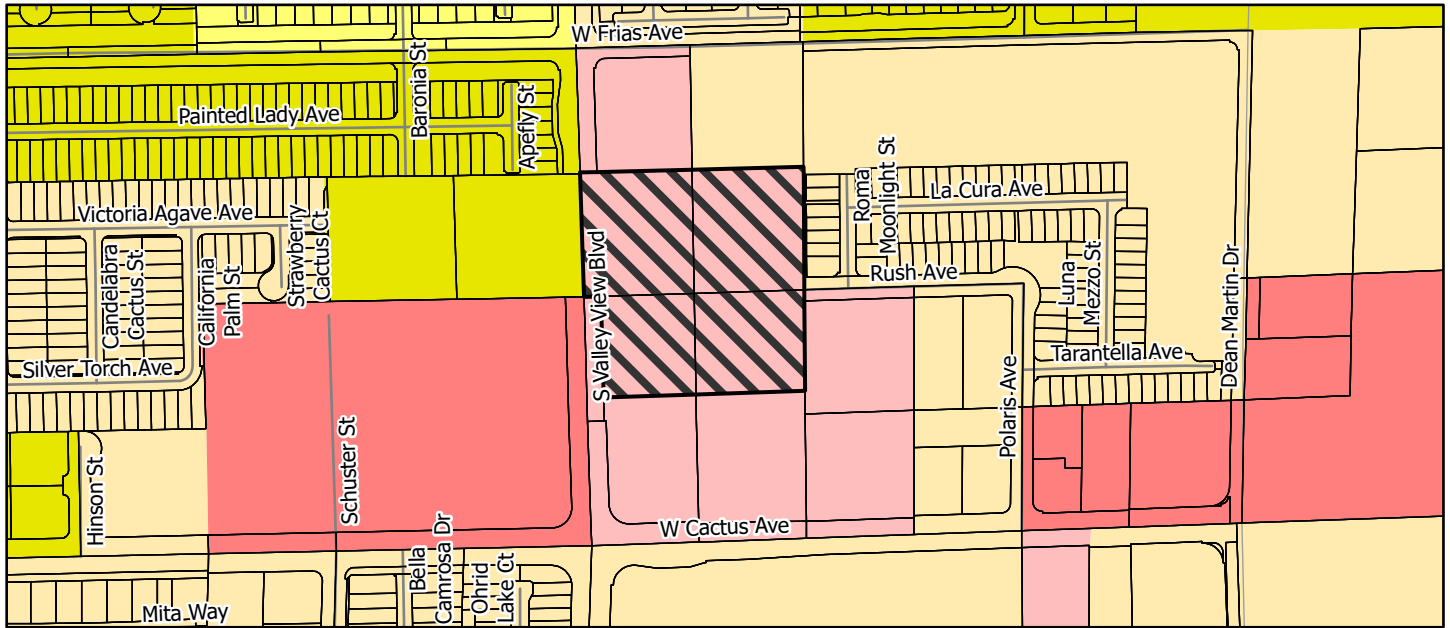 W Frias Ave
Baronia St
Painted Lady Ave
Apefly St
Roma
Moonlight St
La Cura Ave
Victoria Agave Ave
Strawberry
Cactus Ct
Candelabra
Cactus St
California
Palm St
S Valley View Blvd
Rush Ave
Luna
Mezzo St
Dean Martin Dr
Silver Torch Ave
Tarantella Ave
Polaris Ave
Schuster St
Hinson St
W Cactus Ave
Bella
Camrosa Dr
Ohrid
Lake Ct
Mita Way